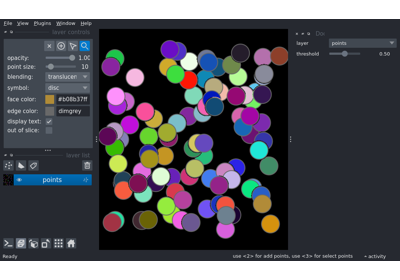 File View Plugins Window Help
layer controls
opacity: 1.00
point size: 10
blending: translucen
symbol: disc
face color: #b08b37ff
edge color: dimgrey
display text:
out of slice:
layer list
points
layer points
threshold 0.50
Ready
use <2> for add points, use <3> for select points
activity